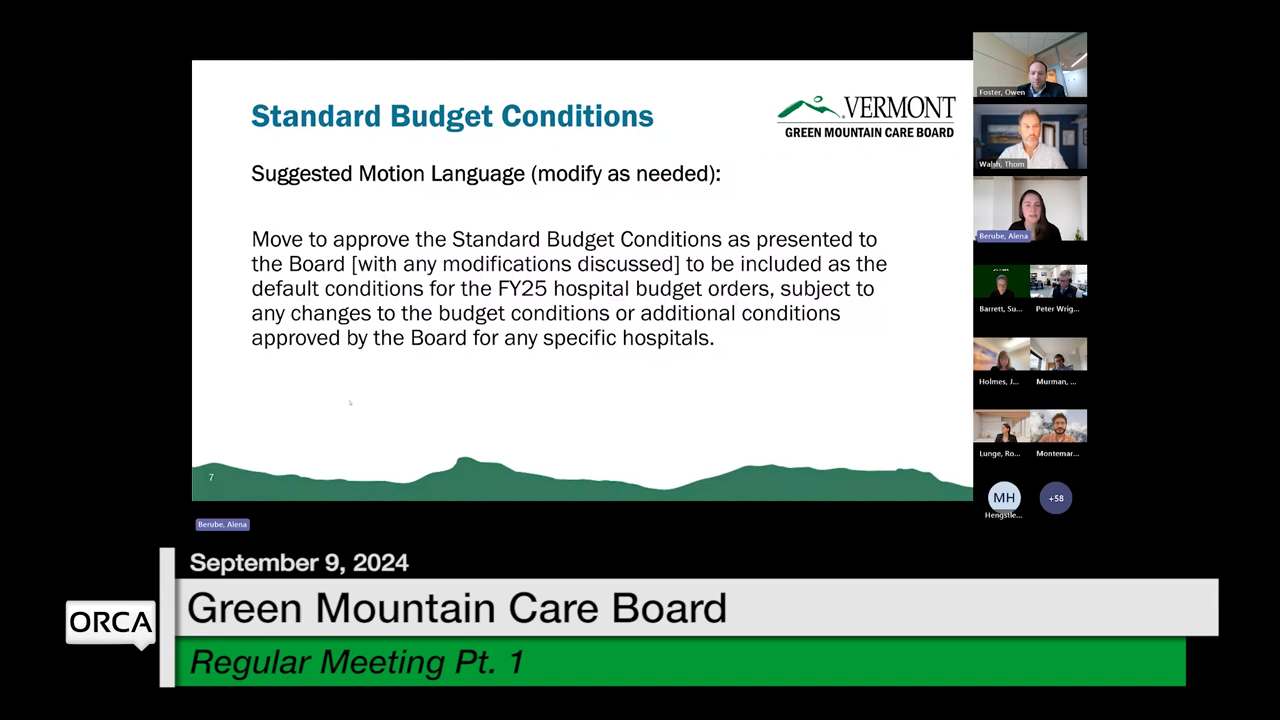 Standard Budget Conditions
VERMONT
GREEN MOUNTAIN CARE BOARD
Suggested Motion Language (modify as needed):
Move to approve the Standard Budget Conditions as presented to
the Board [with any modifications discussed] to be included as the
default conditions for the FY25 hospital budget orders, subject to
any changes to the budget conditions or additional conditions
approved by the Board for any specific hospitals.
7
Berube, Alena
Foster, Owen
Walsh, Thom
Berube, Alena
Barrett, Su...
Peter Wrig...
Holmes, J...
Murman, ...
Lunge, Ro...
Montemar...
MH
+58
Hengstle...
September 9, 2024
ORCA
Green Mountain Care Board
Regular Meeting Pt. 1